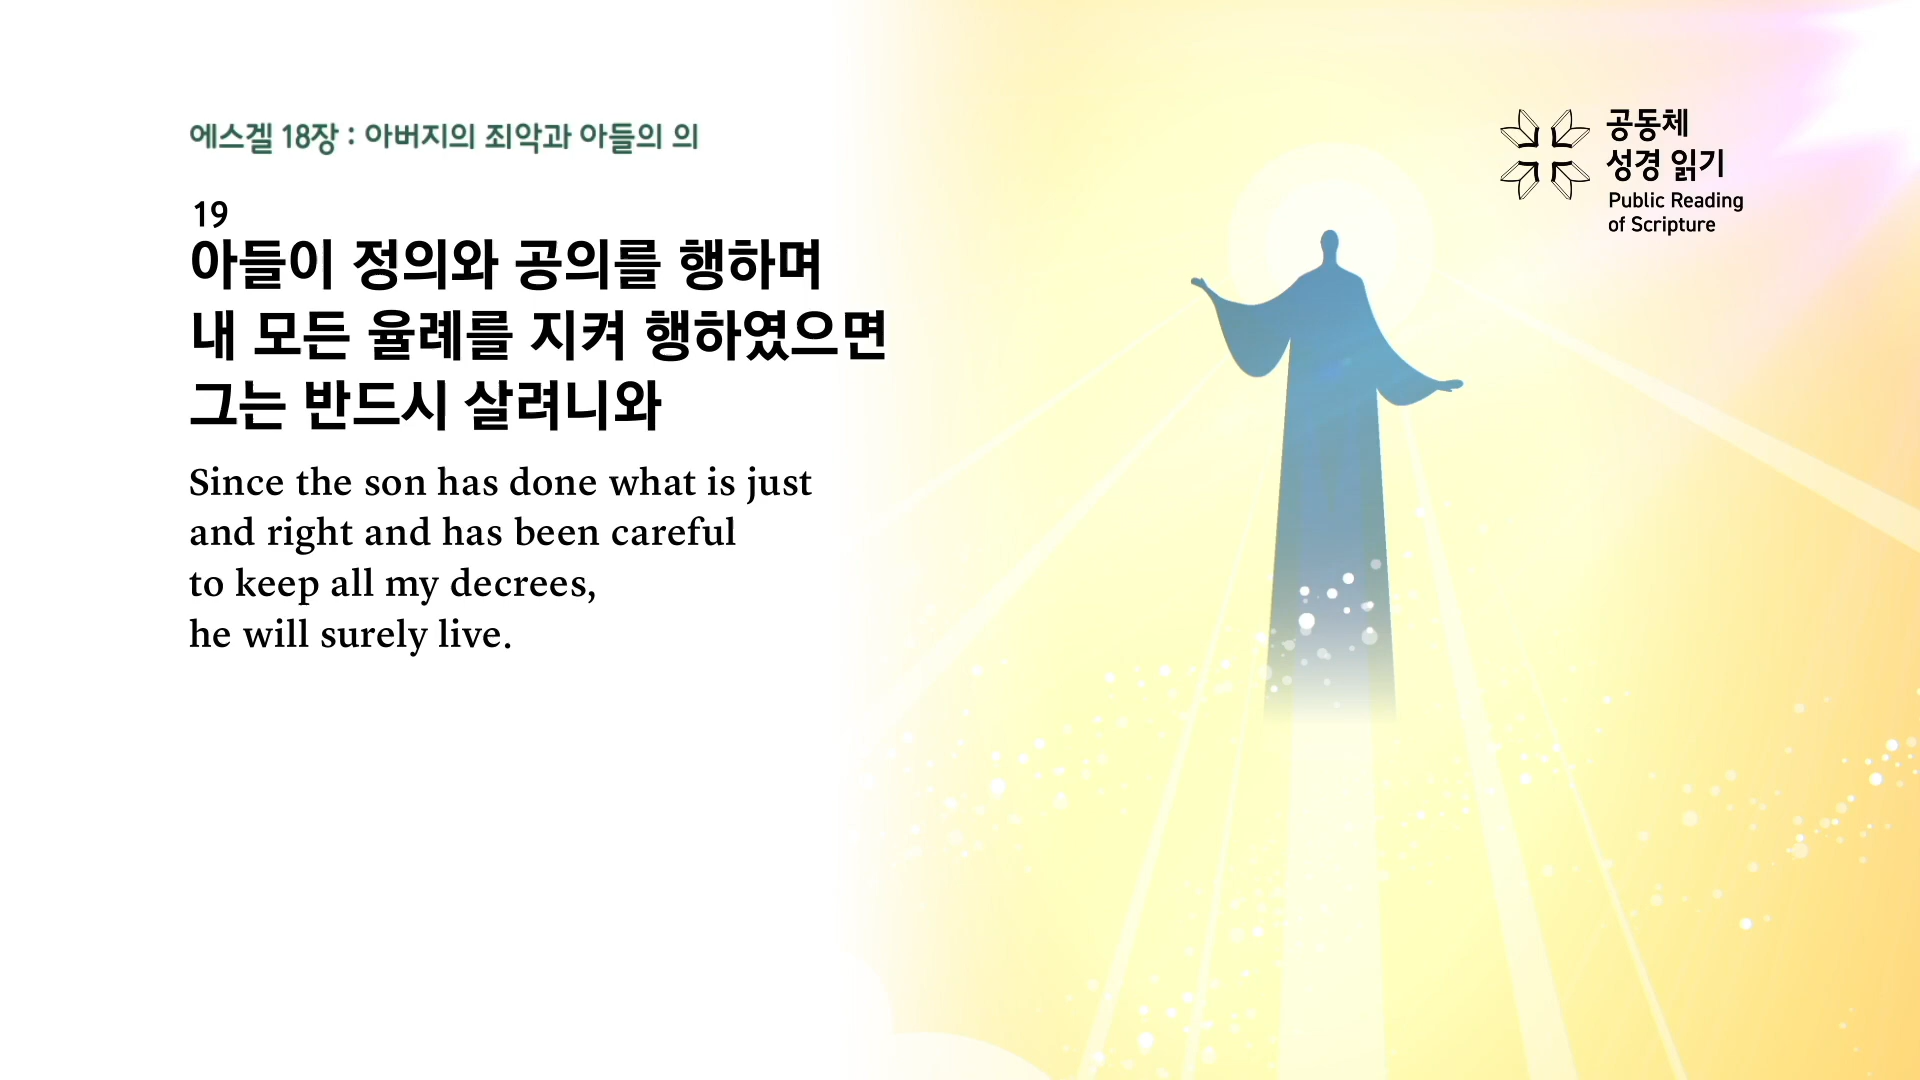 에스겔 18장 : 아버지의 죄악과 아들의 의
19
아들이 정의와 공의를 행하며
내 모든 율례를 지켜 행하였으면
그는 반드시 살려니와
Since the son has done what is just
and right and has been careful
to keep all my decrees,
he will surely live.
공동체
성경 읽기
Public Reading
of Scripture